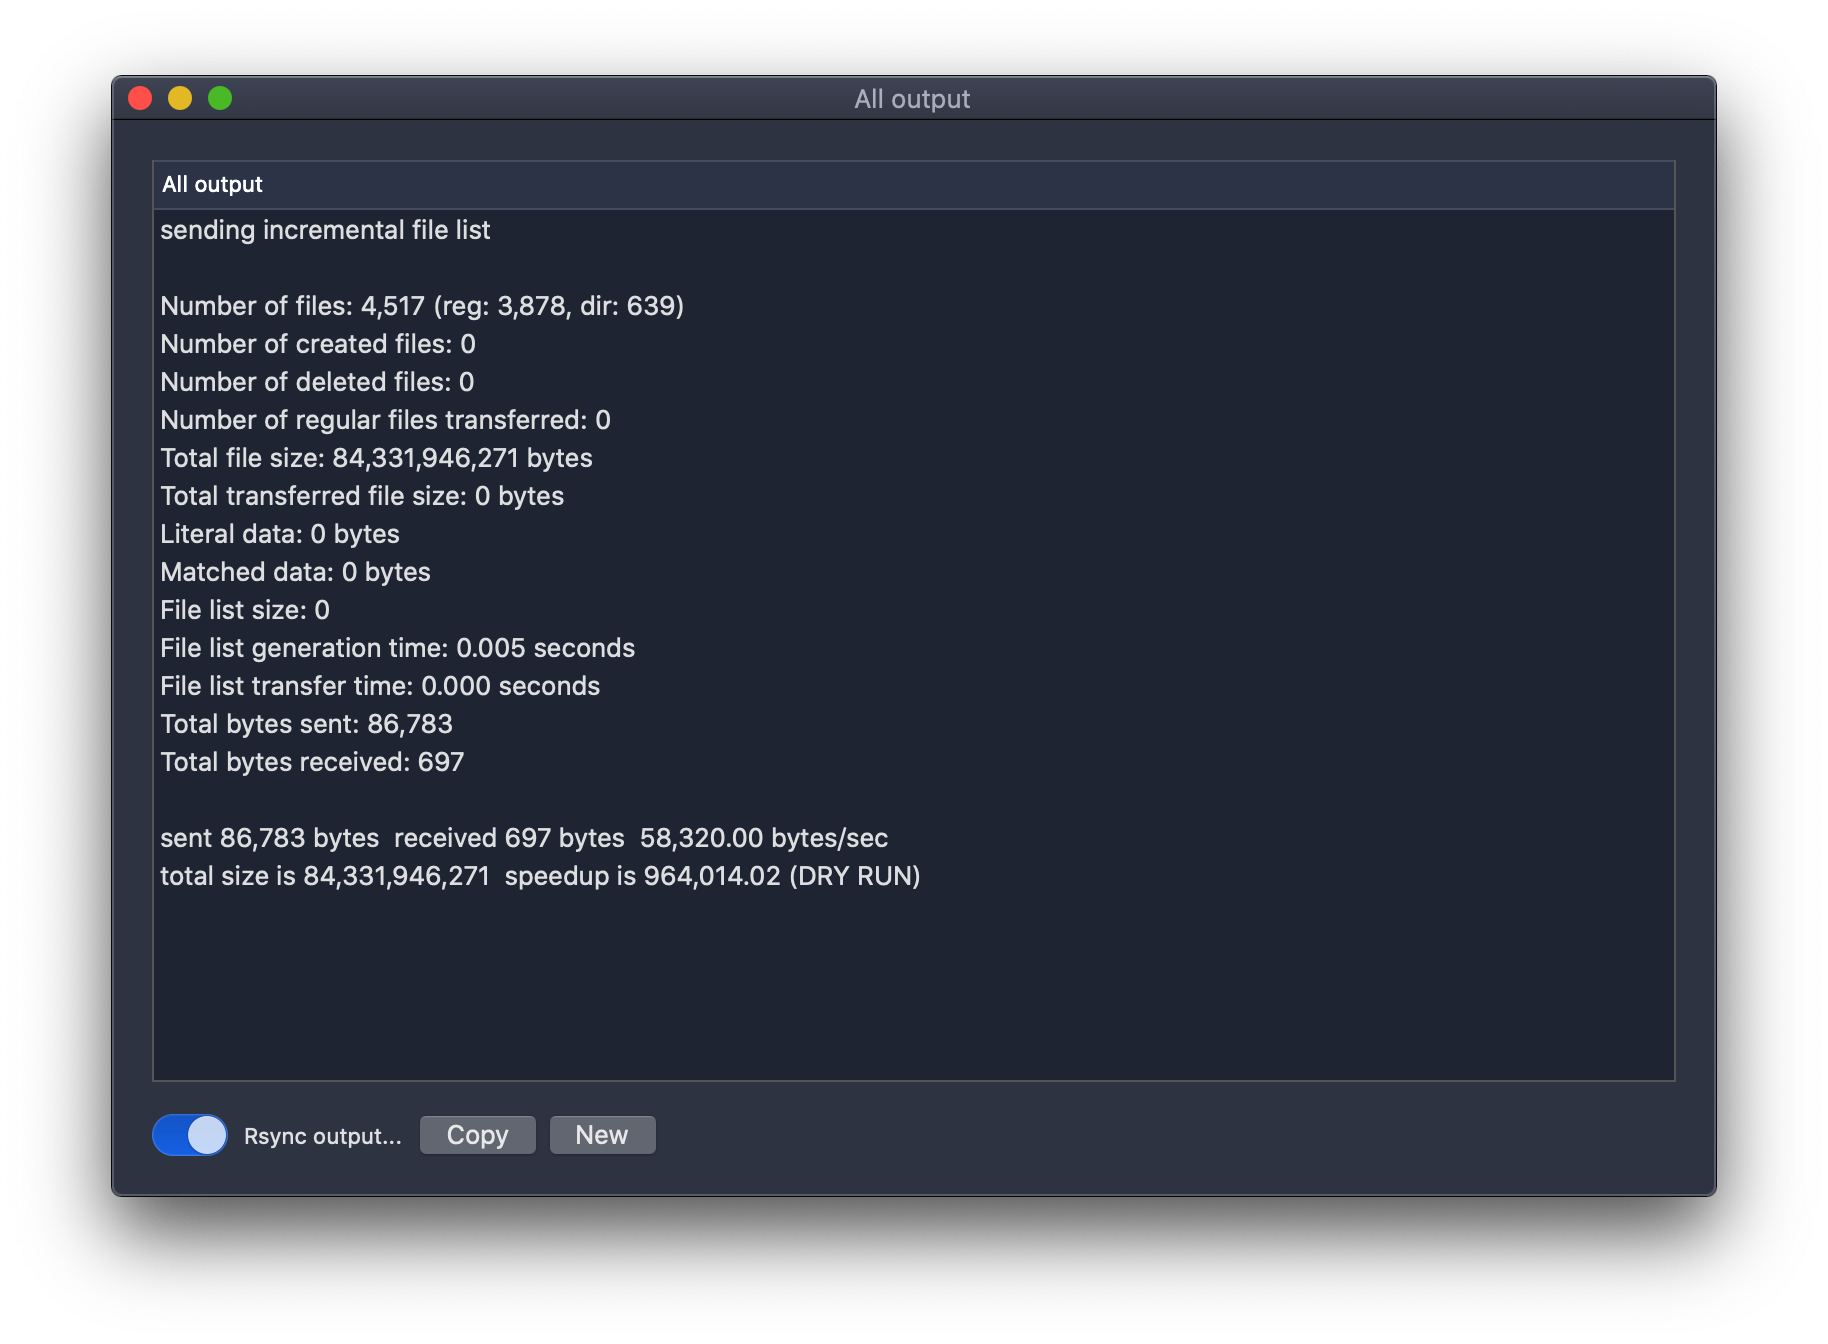 All output
All output
sending incremental file list
Number of files: 4,517 (reg: 3,878, dir: 639)
Number of created files: 0
Number of deleted files: 0
Number of regular files transferred: 0
Total file size: 84,331,946,271 bytes
Total transferred file size: 0 bytes
Literal data: 0 bytes
Matched data: 0 bytes
File list size: 0
File list generation time: 0.005 seconds
File list transfer time: 0.000 seconds
Total bytes sent: 86,783
Total bytes received: 697
sent 86,783 bytes  received 697 bytes  58,320.00 bytes/sec
total size is 84,331,946,271  speedup is 964,014.02 (DRY RUN)
Rsync output... Copy New